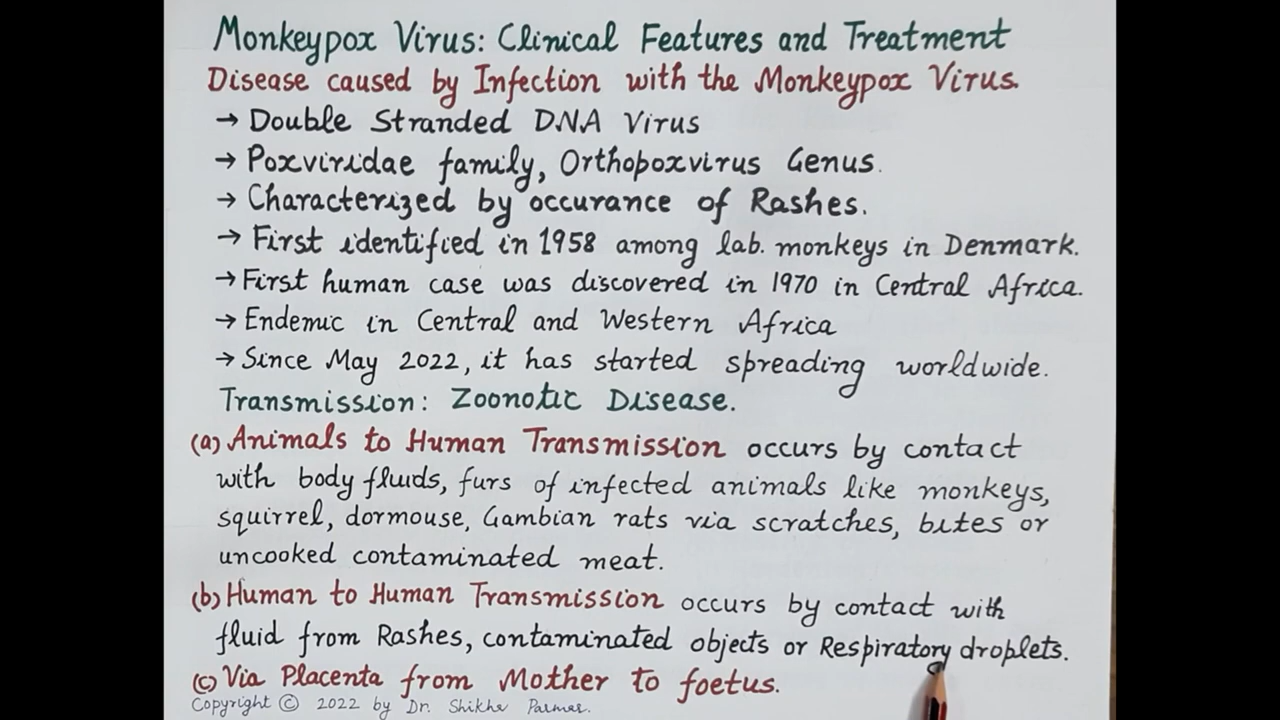 Monkeypox Virus: Clinical Features and Treatment
Disease caused by Infection with the Monkeypox Virus.
→ Double Stranded DNA Virus
→ Poxviridae family, Orthopoxvirus Genus.
→ Characterized by occurance of Rashes.
→ First identified in 1958 among lab. monkeys in Denmark.
→ First human case was discovered in 1970 in Central Africa.
→ Endemic in Central and Western Africa
→ Since May 2022, it has started spreading worldwide.
Transmission: Zoonotic Disease.
(a) Animals to Human Transmission occurs by contact
with body fluids, furs of infected animals like monkeys,
squirrel, dormouse, Gambian rats via scratches, bites or
uncooked contaminated meat.
(b) Human to Human Transmission occurs by contact with
fluid from Rashes, contaminated objects or Respiratory droplets.
(c) Via Placenta from Mother to foetus.
Copyright © 2022 by Dr. Shikha Parmar.